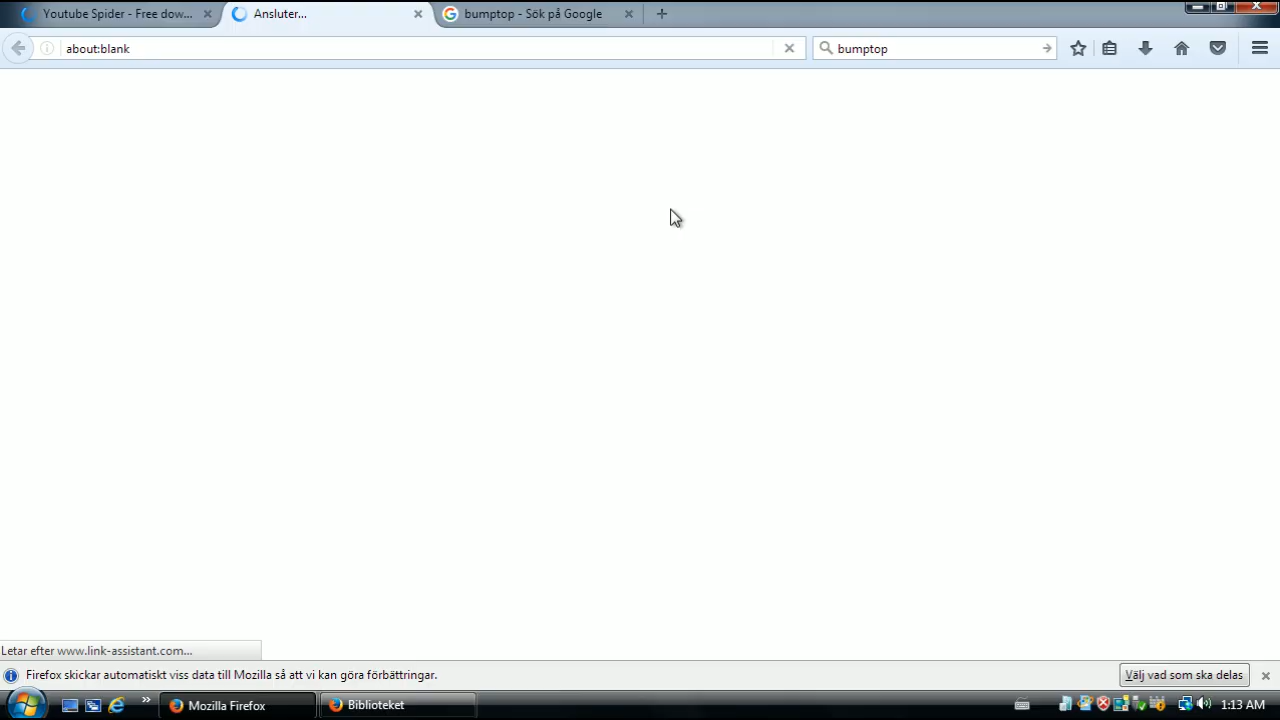 Youtube Spider - Free dow...
Ansluter...
bumptop - Sök på Google
about:blank
bumptop
Letar efter www.link-assistant.com...
Firefox skickar automatiskt viss data till Mozilla så att vi kan göra förbättringar.
Välj vad som ska delas
Mozilla Firefox
Biblioteket
1:13 AM